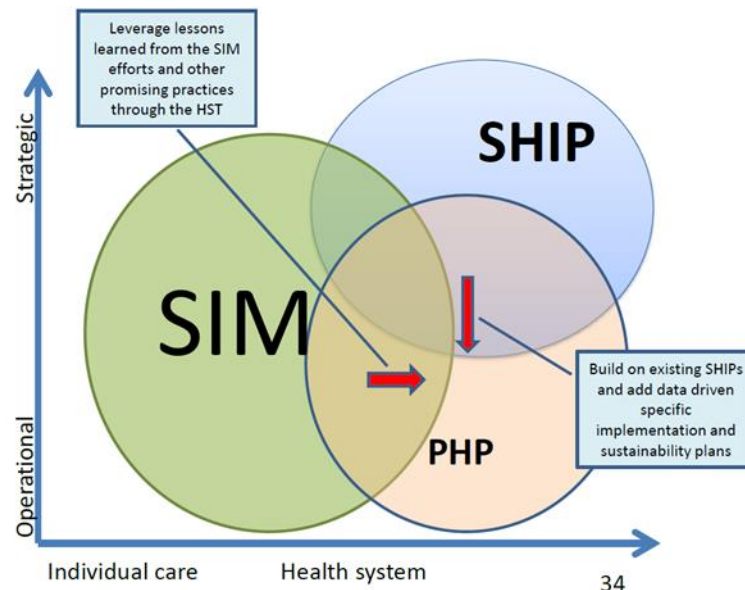 Leverage lessons
learned from the SIM
efforts and other
promising practices
through the HST
Strategic
SHIP
SIM
Build on existing SHIPs
and add data driven
specific
implementation and
sustainability plans
PHP
Operational
Individual care
Health system
34